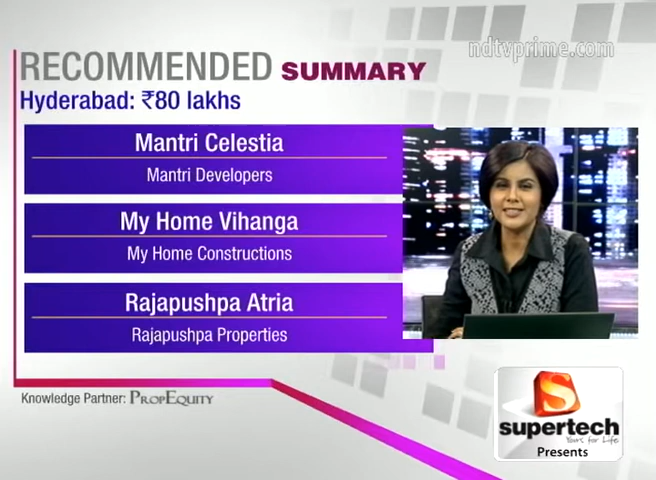 ndtvprime.com
RECOMMENDED SUMMARY
Hyderabad: ₹80 lakhs
Mantri Celestia
Mantri Developers
My Home Vihanga
My Home Constructions
Rajapushpa Atria
Rajapushpa Properties
Knowledge Partner: PROPEQUITY
S
supertech
Yours for Life
Presents